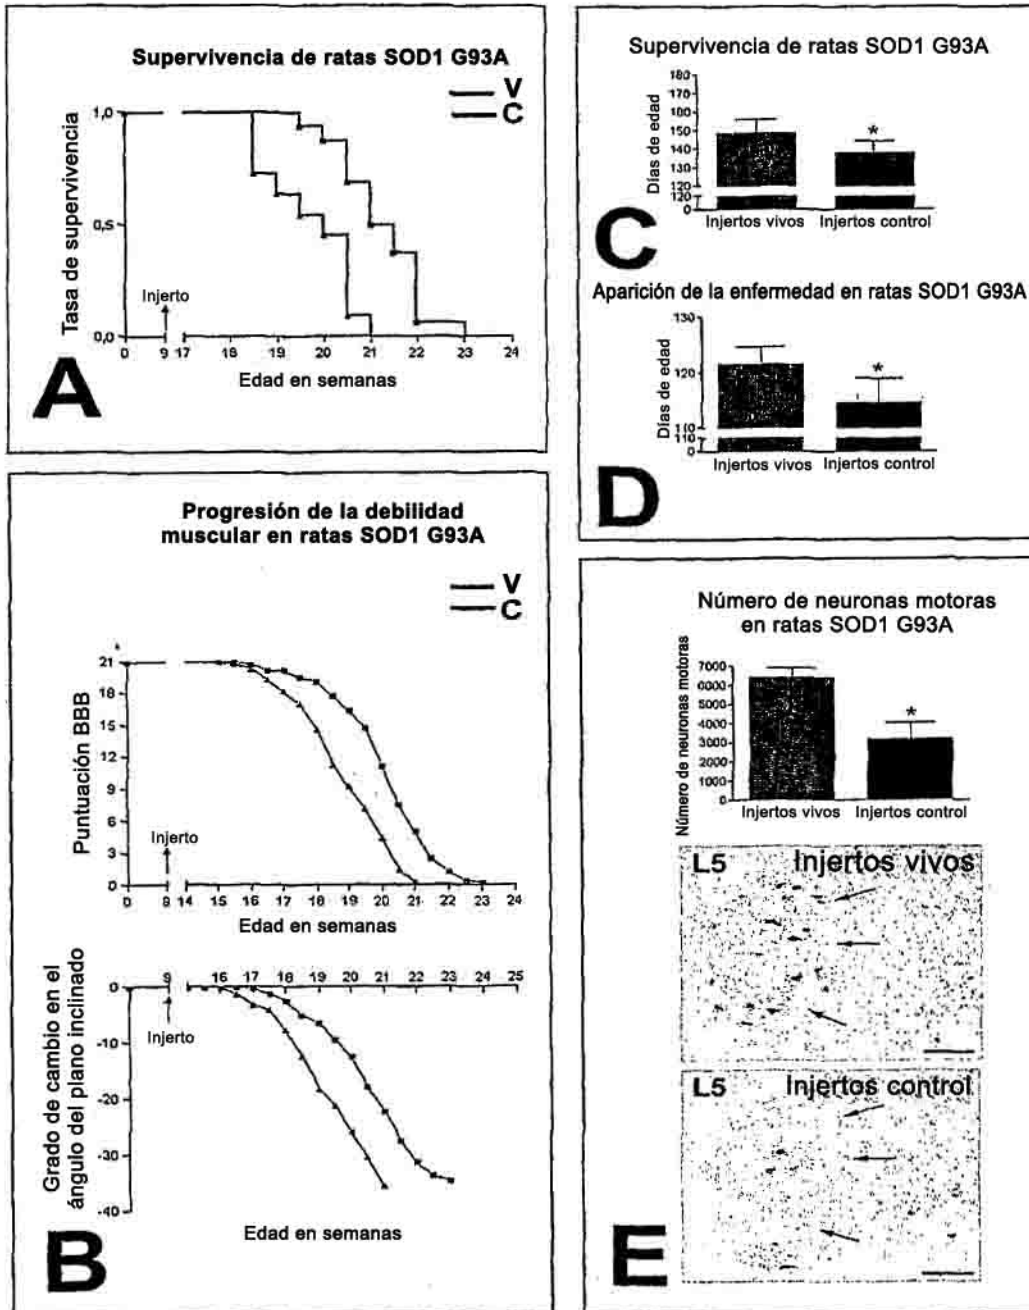 Supervivencia de ratas SOD1 G93A
V
C
Tasa de supervivencia
1,0
0,5
0,0
Injerto
0 9 17 18 19 20 21 22 23 24
Edad en semanas
A
Progresión de la debilidad
muscular en ratas SOD1 G93A
V
C
Puntuación BBB
21
18
15
12
9
6
3
0
Injerto
0 9 14 15 16 17 18 19 20 21 22 23 24
Edad en semanas
Grado de cambio en el
ángulo del plano inclinado
9 16 17 18 19 20 21 22 23 24 25
0
-10
-20
-30
-40
Injerto
Edad en semanas
B
Supervivencia de ratas SOD1 G93A
Días de edad
180
170
160
150
140
130
120
120
0
*
Injertos vivos Injertos control
C
Aparición de la enfermedad en ratas SOD1 G93A
Días de edad
130
120
110
110
0
*
Injertos vivos Injertos control
D
Número de neuronas motoras
en ratas SOD1 G93A
Número de neuronas motoras
7000
6000
5000
4000
3000
2000
1000
0
*
Injertos vivos Injertos control
L5 Injertos vivos
L5 Injertos control
E